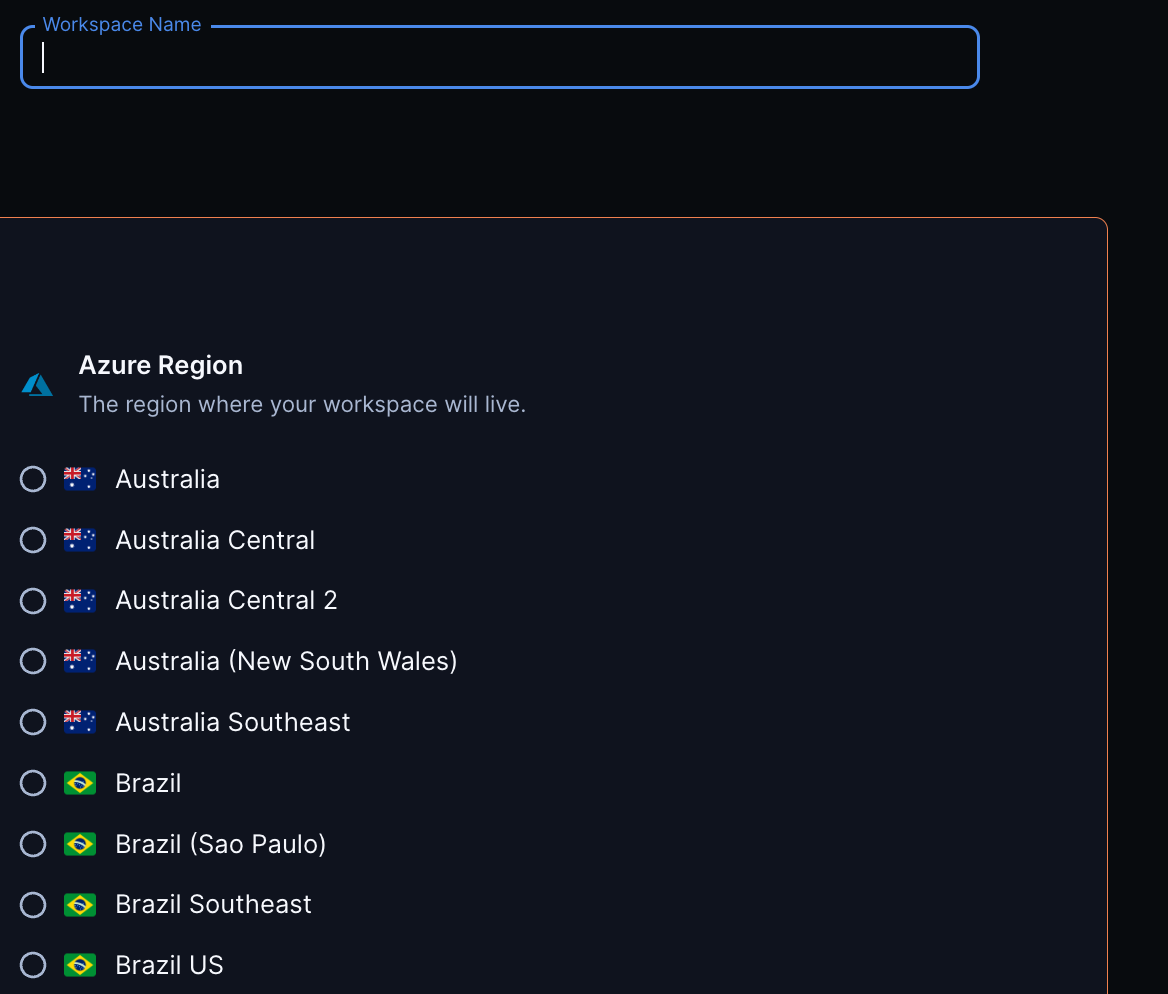 Workspace Name
Azure Region
The region where your workspace will live.
Australia
Australia Central
Australia Central 2
Australia (New South Wales)
Australia Southeast
Brazil
Brazil (Sao Paulo)
Brazil Southeast
Brazil US